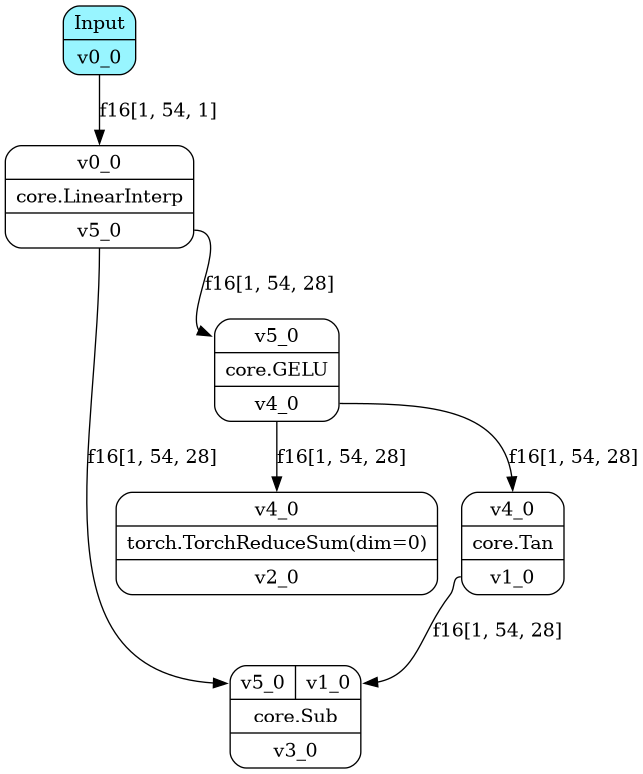 Input
v0_0
f16[1, 54, 1]
v0_0
core.LinearInterp
v5_0
f16[1, 54, 28]
v5_0
core.GELU
v4_0
f16[1, 54, 28]
f16[1, 54, 28]
f16[1, 54, 28]
v4_0
torch.TorchReduceSum(dim=0)
v2_0
v4_0
core.Tan
v1_0
f16[1, 54, 28]
v5_0 v1_0
core.Sub
v3_0